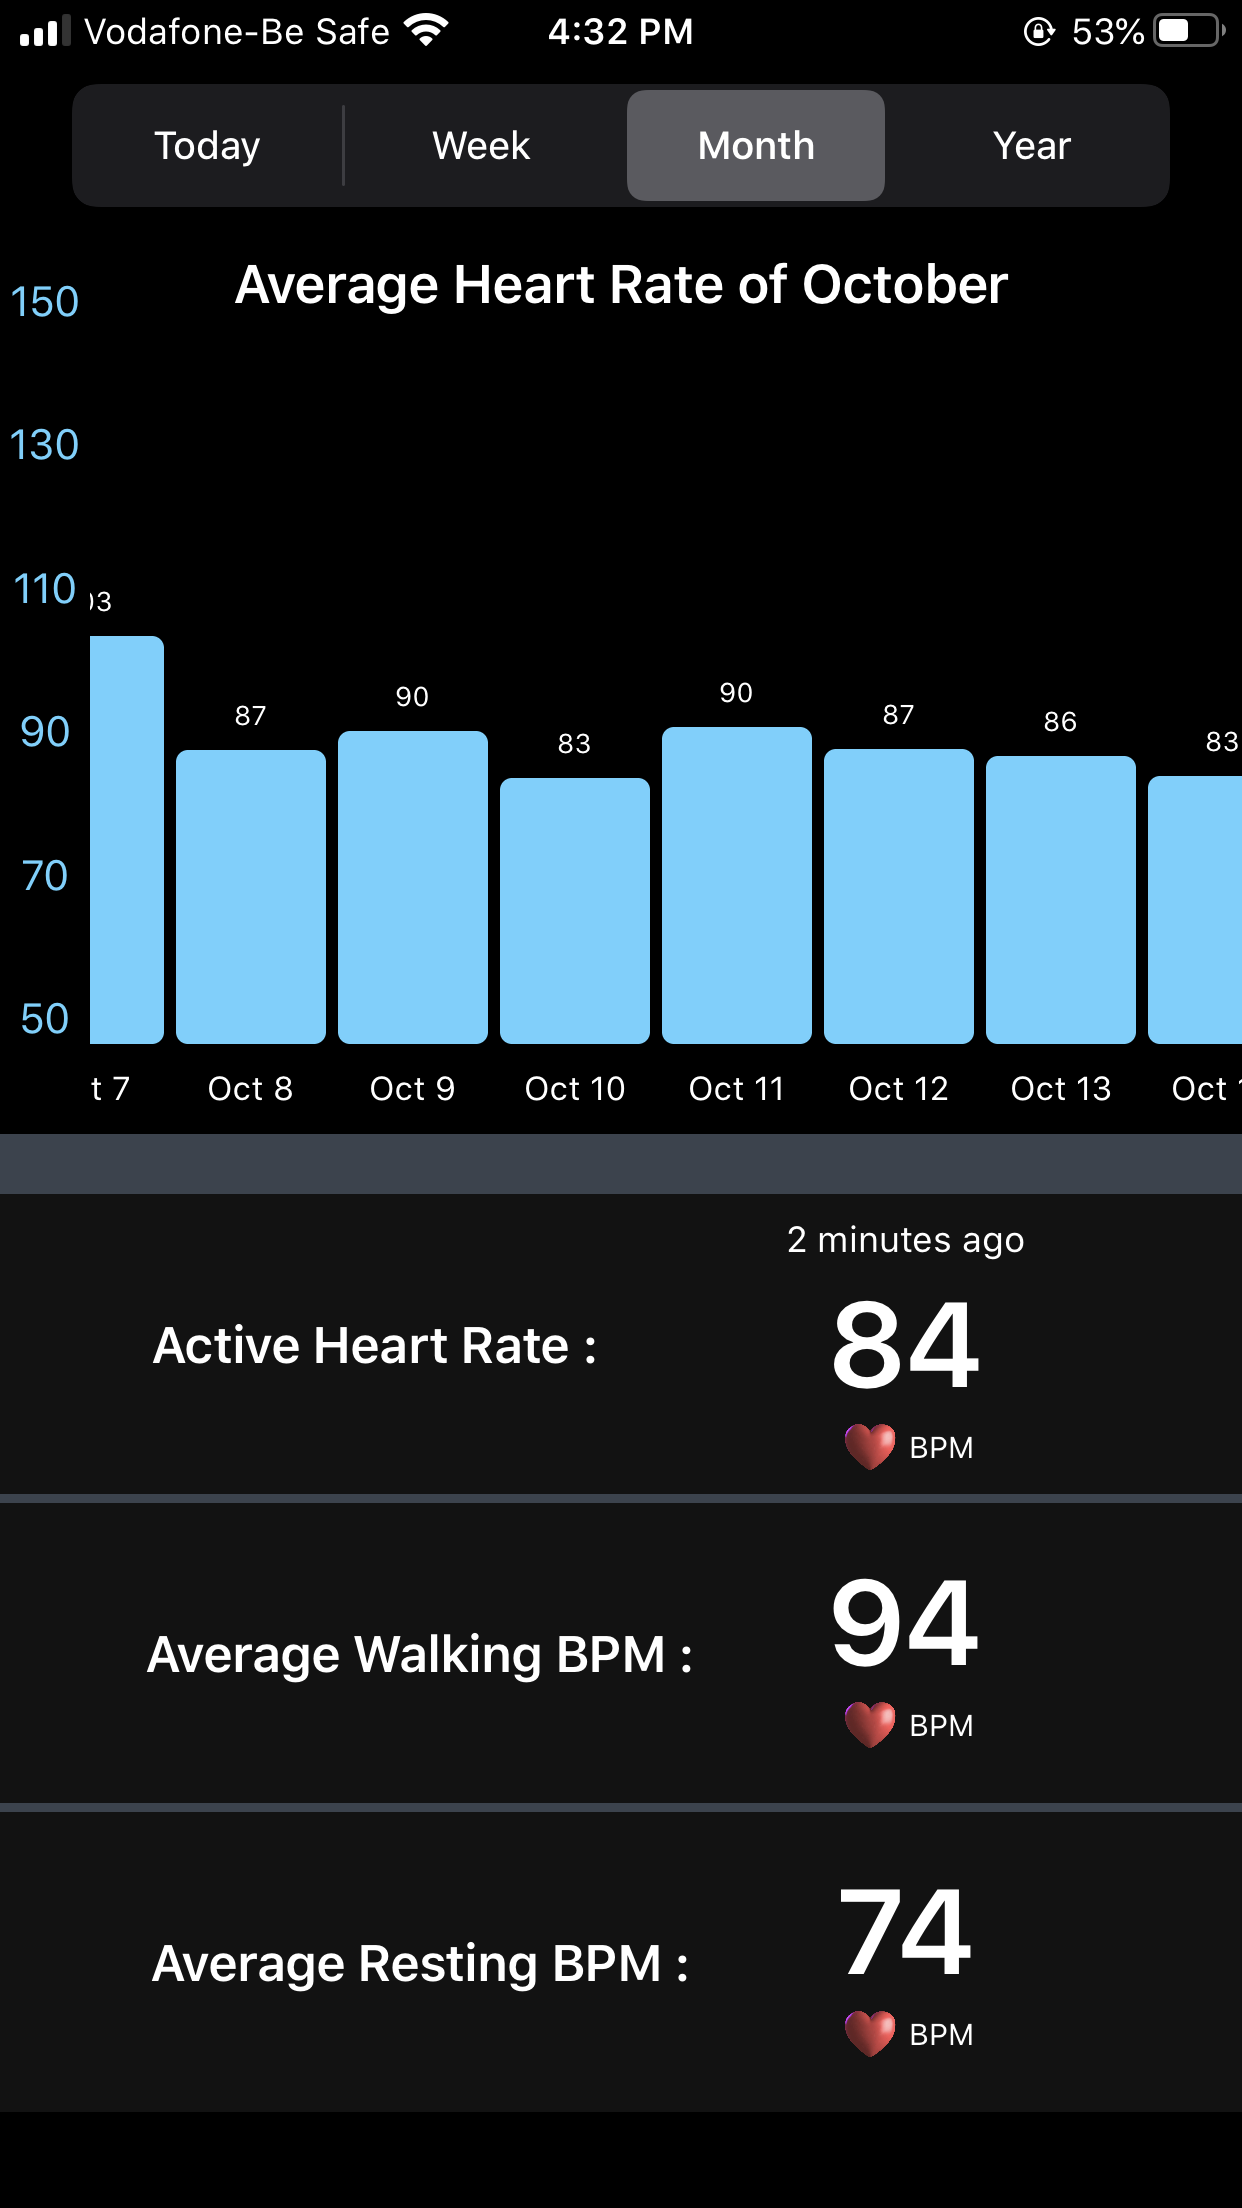 Vodafone-Be Safe 4:32 PM 53%
Today Week Month Year
Average Heart Rate of October
150
130
110
90
70
50
87 90 83 90 87 86 83
t 7 Oct 8 Oct 9 Oct 10 Oct 11 Oct 12 Oct 13 Oct
2 minutes ago
Active Heart Rate :
84
BPM
Average Walking BPM :
94
BPM
Average Resting BPM :
74
BPM